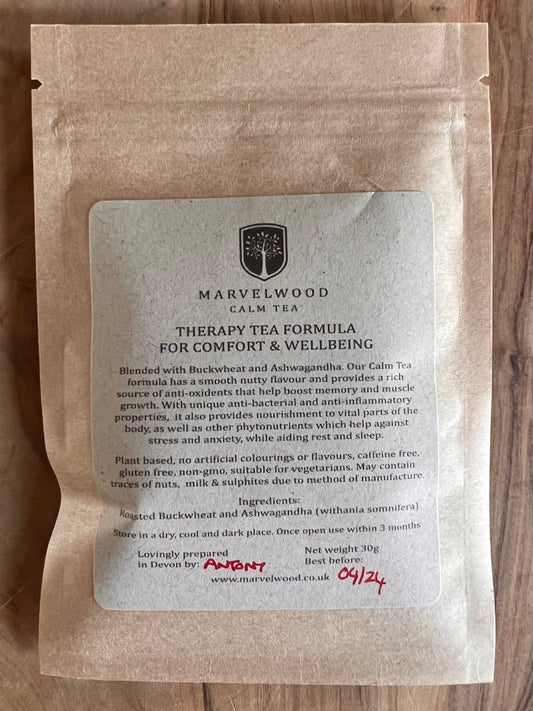 MARVELWOOD
CALM TEA
THERAPY TEA FORMULA
FOR COMFORT & WELLBEING
Blended with Buckwheat and Ashwagandha. Our Calm Tea
formula has a smooth nutty flavour and provides a rich
source of anti-oxidents that help boost memory and muscle
growth. With unique anti-bacterial and anti-inflammatory
properties, it also provides nourishment to vital parts of the
body, as well as other phytonutrients which help against
stress and anxiety, while aiding rest and sleep.
Plant based, no artificial colourings or flavours, caffeine free,
gluten free, non-gmo, suitable for vegetarians. May contain
traces of nuts, milk & sulphites due to method of manufacture.
Ingredients:
Roasted Buckwheat and Ashwagandha (withania somnifera)
Store in a dry, cool and dark place. Once open use within 3 months
Lovingly prepared
in Devon by: ANTONY
Net weight 30g
Best before: 04/24
www.marvelwood.co.uk